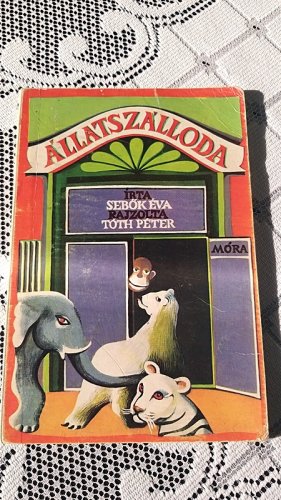 ÁLLATSZÁLLODA
ÍRTA
SEBŐK ÉVA
RAJZOLTA
TÓTH PÉTER
MÓRA